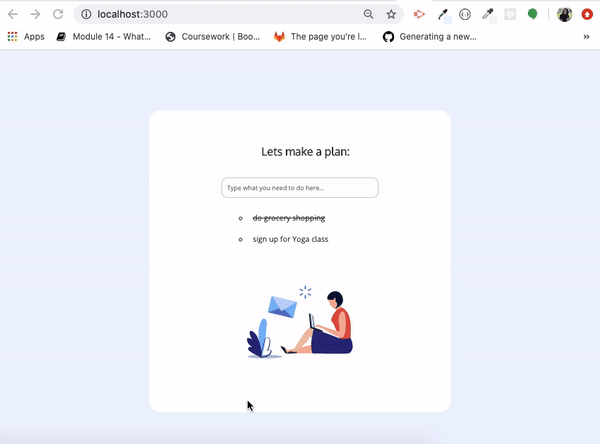 localhost:3000
Apps
Module 14 - What...
Coursework | Boo...
The page you're l...
Generating a new...
»
Lets make a plan:
Type what you need to do here...
do grocery shopping
sign up for Yoga class